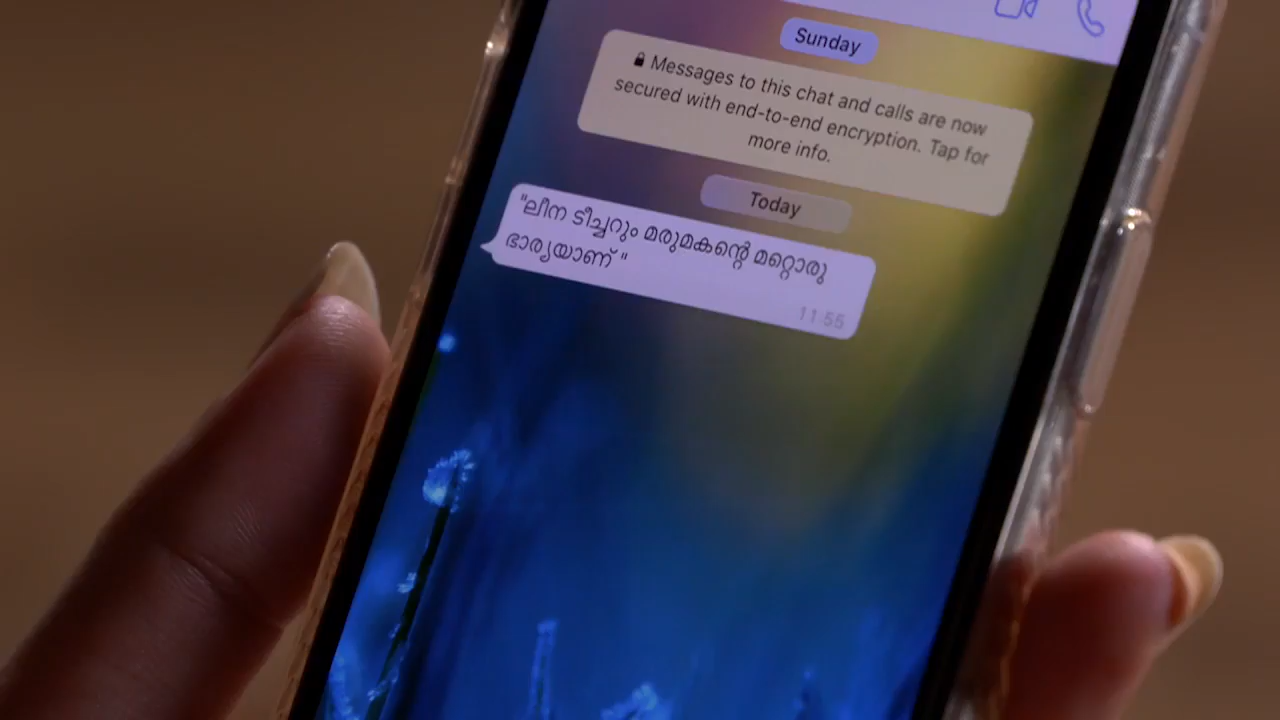 Sunday
🔒 Messages to this chat and calls are now
secured with end-to-end encryption. Tap for
more info.
Today
"ലീന ടീച്ചറും മരുമകന്റെ മറ്റൊരു
ഭാര്യയാണ് "
11:55